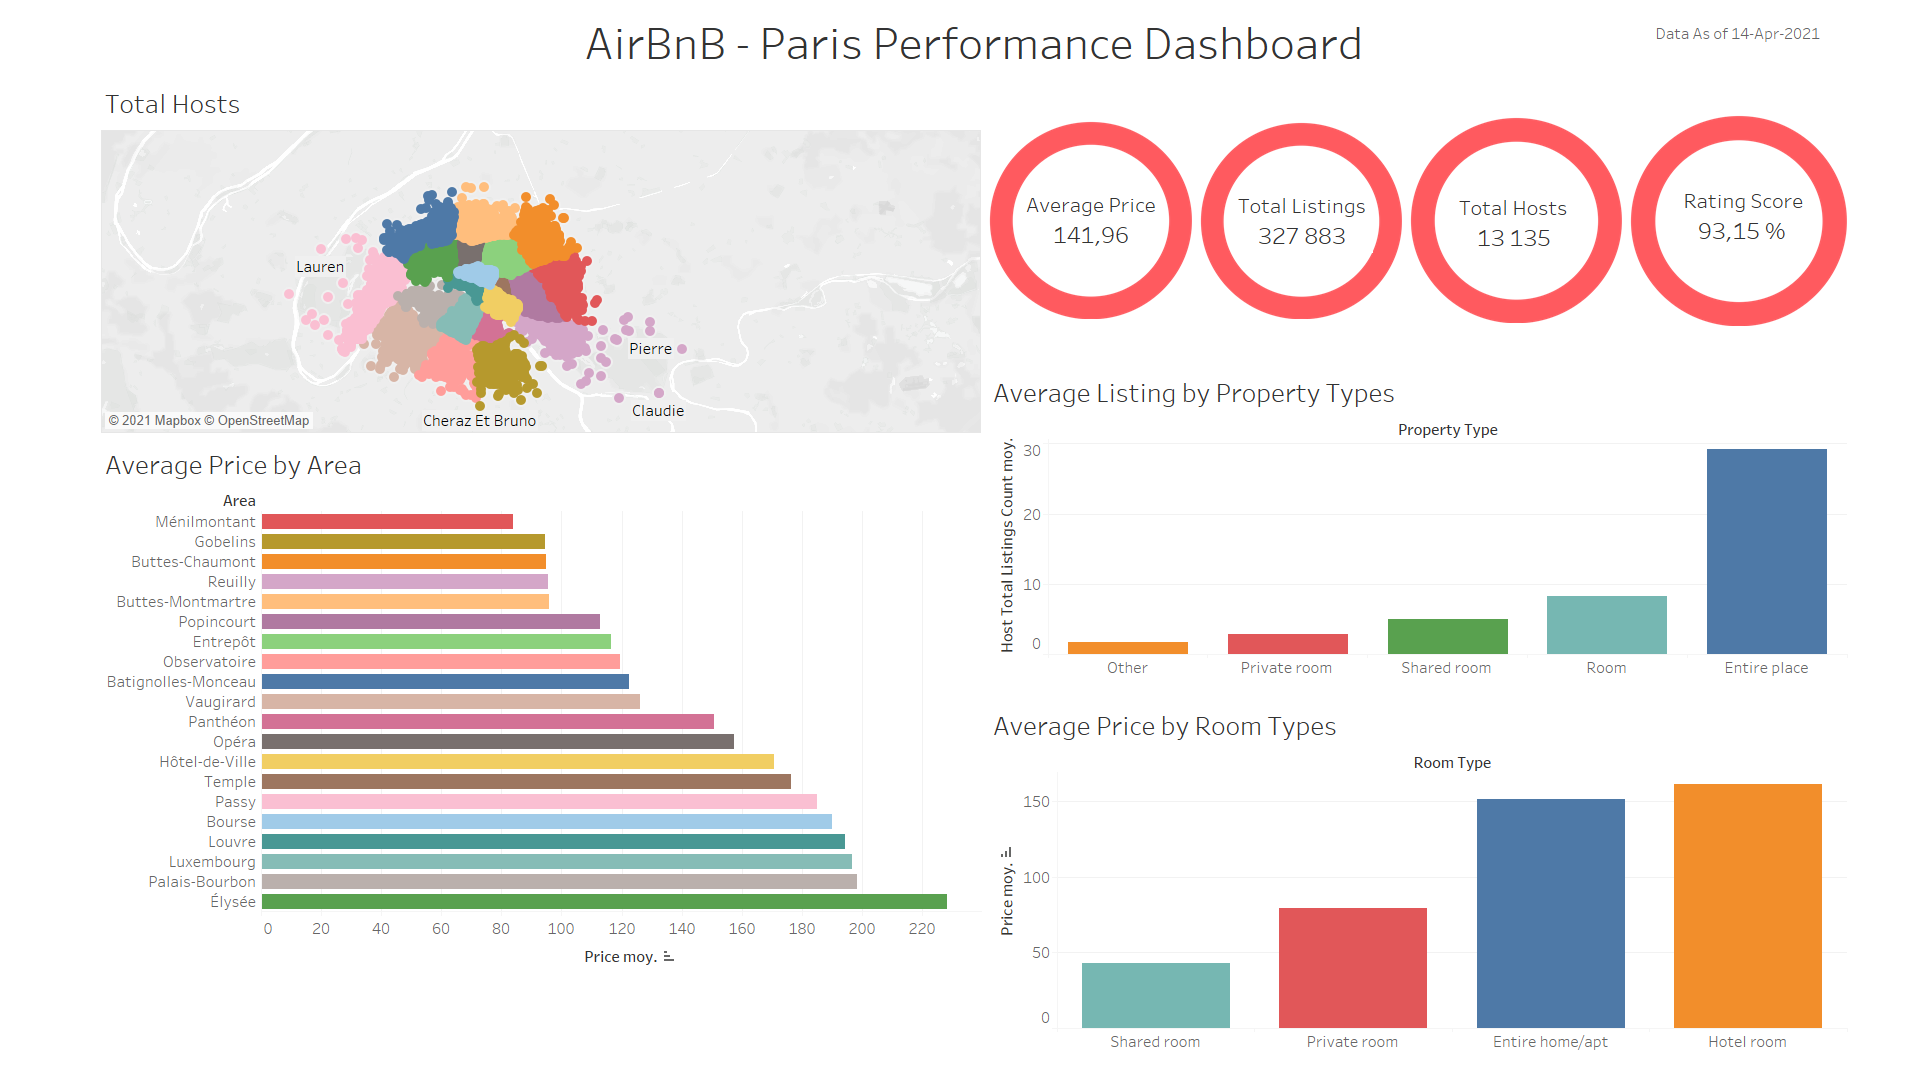 AirBnB - Paris Performance Dashboard
Data As of 14-Apr-2021
Total Hosts
Lauren
Pierre
Claudie
Cheraz Et Bruno
© 2021 Mapbox © OpenStreetMap
Average Price
141,96
Total Listings
327 883
Total Hosts
13 135
Rating Score
93,15 %
Average Price by Area
Area
Ménilmontant
Gobelins
Buttes-Chaumont
Reuilly
Buttes-Montmartre
Popincourt
Entrepôt
Observatoire
Batignolles-Monceau
Vaugirard
Panthéon
Opéra
Hôtel-de-Ville
Temple
Passy
Bourse
Louvre
Luxembourg
Palais-Bourbon
Élysée
0 20 40 60 80 100 120 140 160 180 200 220
Price moy.
Average Listing by Property Types
Property Type
Host Total Listings Count moy.
30
20
10
0
Other Private room Shared room Room Entire place
Average Price by Room Types
Room Type
Price moy.
150
100
50
0
Shared room Private room Entire home/apt Hotel room